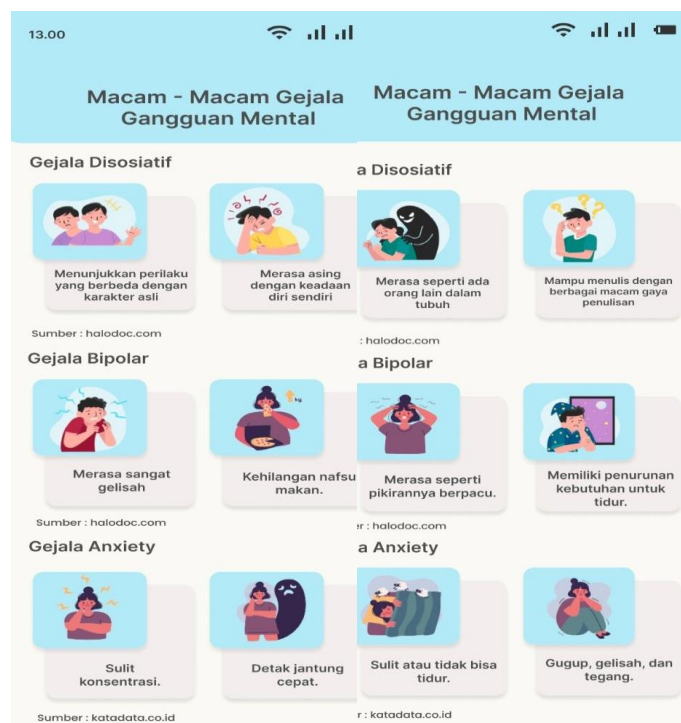 13.00
Macam - Macam Gejala
Gangguan Mental
Gejala Disosiatif
Menunjukkan perilaku
yang berbeda dengan
karakter asli
Merasa asing
dengan keadaan
diri sendiri
Sumber : halodoc.com
Gejala Bipolar
kg
Merasa sangat
gelisah
Kehilangan nafsu
makan.
Sumber : halodoc.com
Gejala Anxiety
Sulit
konsentrasi.
Detak jantung
cepat.
Sumber : katadata.co.id
Macam - Macam Gejala
Gangguan Mental
a Disosiatif
Merasa seperti ada
orang lain dalam
tubuh
Mampu menulis dengan
berbagai macam gaya
penulisan
: halodoc.com
a Bipolar
Merasa seperti
pikirannya berpacu.
Memiliki penurunan
kebutuhan untuk
tidur.
r : halodoc.com
a Anxiety
Sulit atau tidak bisa
tidur.
Gugup, gelisah, dan
tegang.
r : katadata.co.id